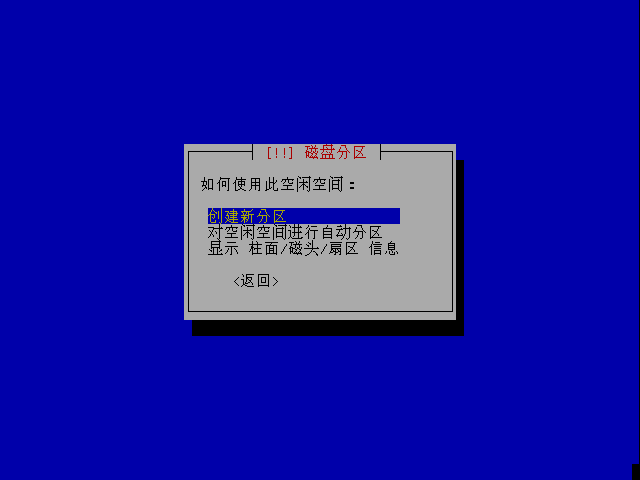 [!!] 磁盘分区
如何使用此空闲空间：
创建新分区
对空闲空间进行自动分区
显示 柱面/磁头/扇区 信息
<返回>